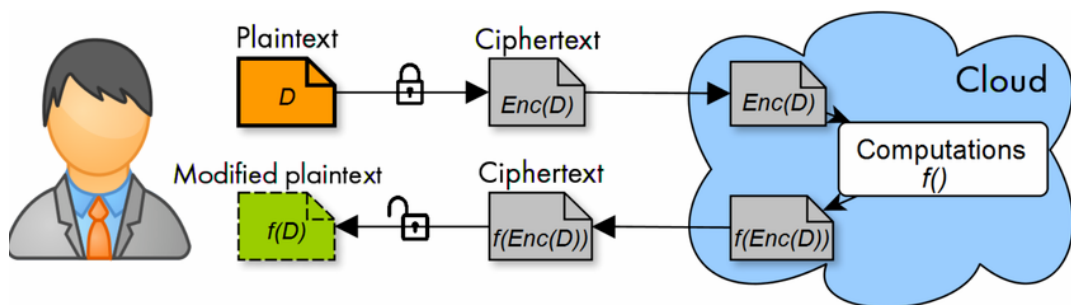 Plaintext
Ciphertext
D
Enc(D)
Enc(D)
Cloud
Computations
f()
Modified plaintext
Ciphertext
f(D)
f(Enc(D))
f(Enc(D))